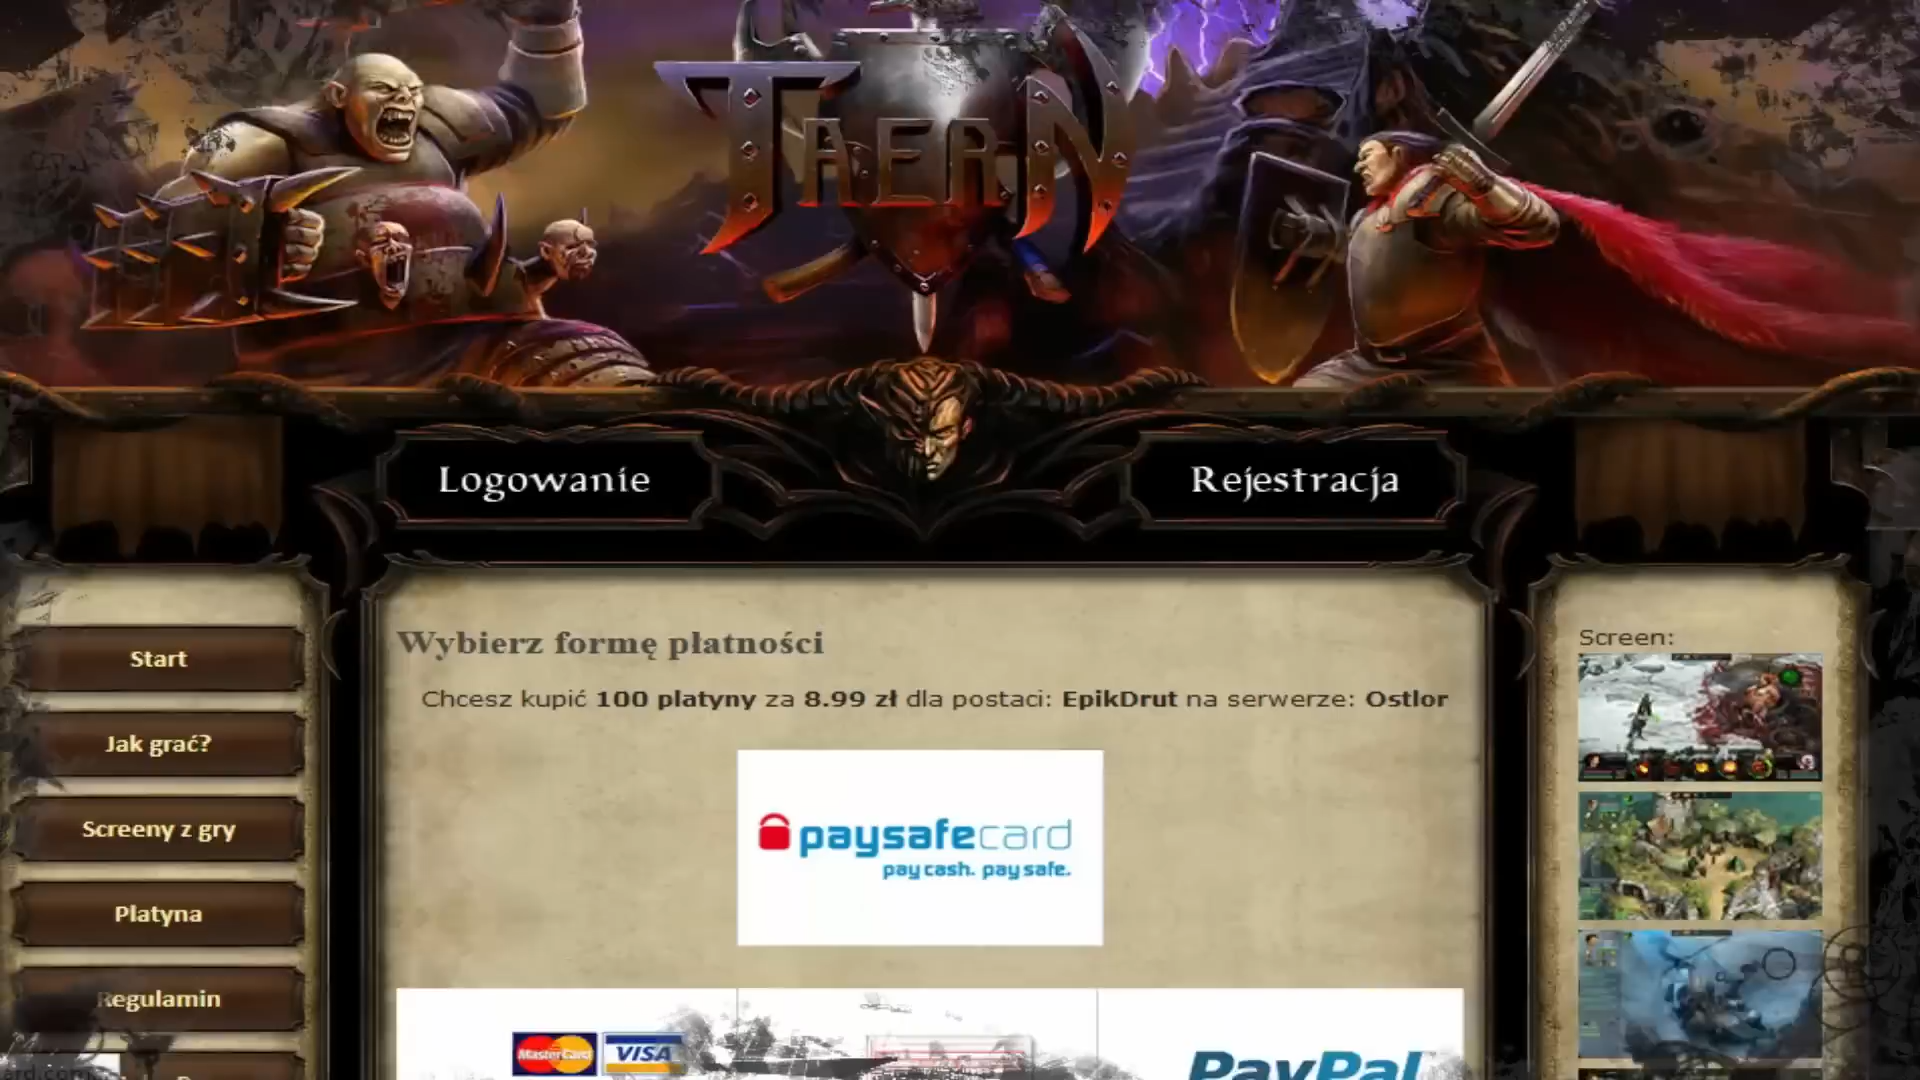 TAERN
Logowanie
Rejestracja
Start
Jak grać?
Screeny z gry
Platyna
Regulamin
Wybierz formę płatności
Chcesz kupić 100 platyny za 8.99 zł dla postaci: EpikDrut na serwerze: Ostlor
paysafecard
pay cash. pay safe.
MasterCard VISA
PayPal
Screen: